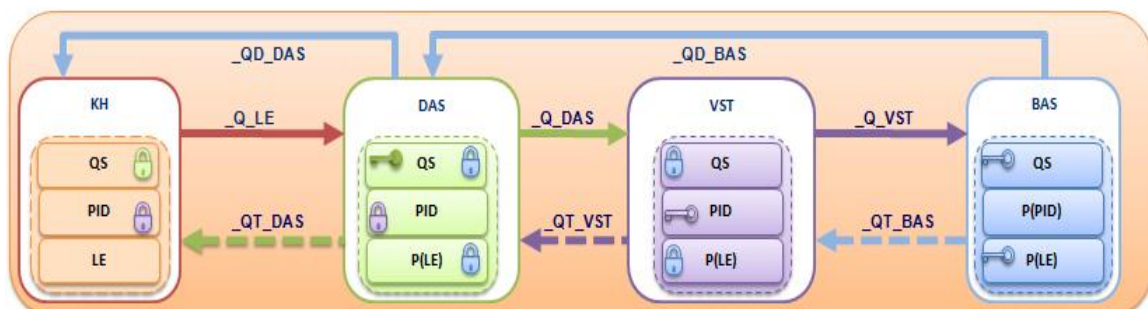 _QD_DAS
_QD_BAS
KH
DAS
VST
BAS
_Q_LE
_Q_DAS
_Q_VST
QS
QS
QS
QS
PID
PID
PID
P(PID)
_QT_DAS
_QT_VST
_QT_BAS
LE
P(LE)
P(LE)
P(LE)